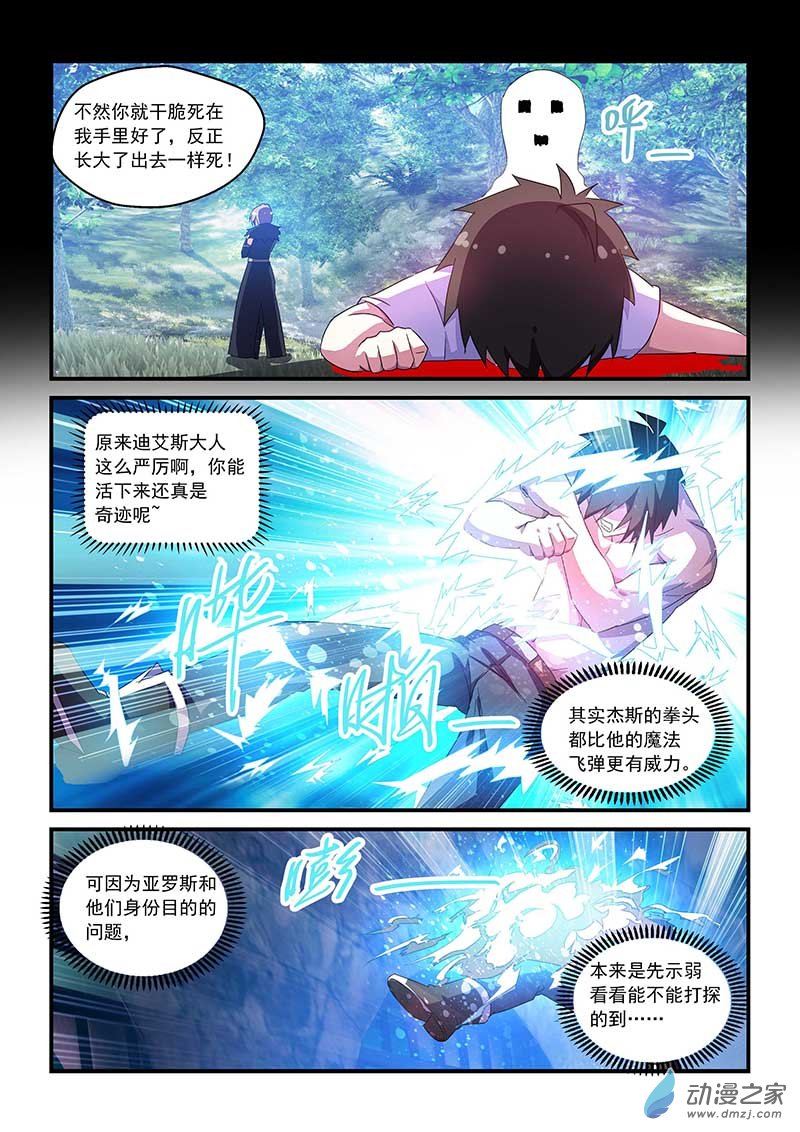 不然你就干脆死在
我手里好了，反正
长大了出去一样死！
呼
原来迪艾斯大人
这么严厉啊，你能
活下来还真是
奇迹呢~
哗
啦
其实杰斯的拳头
都比他的魔法
飞弹更有威力。
嘭
可因为亚罗斯和
他们身份目的的
问题，
本来是先示弱
看看能不能打探
的到……
动漫之家
www.dmzj.com